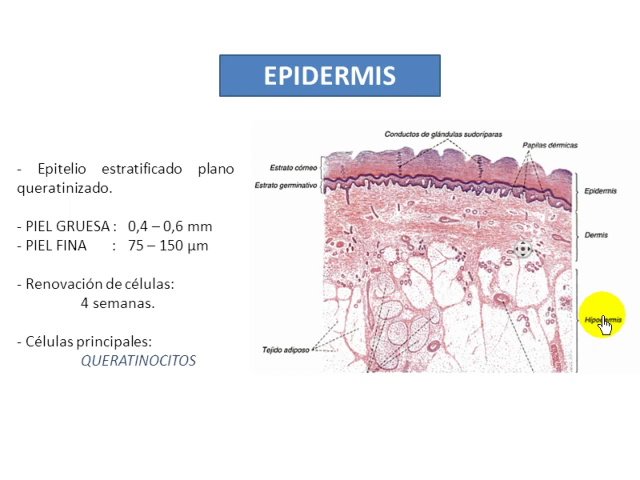 EPIDERMIS
- Epitelio estratificado plano
queratinizado.
- PIEL GRUESA : 0,4 – 0,6 mm
- PIEL FINA : 75 – 150 µm
- Renovación de células:
4 semanas.
- Células principales:
QUERATINOCITOS
Conductos de glándulas sudoríparas
Papilas dérmicas
Estrato córneo
Estrato germinativo
Epidermis
Dermis
Hipodermis
Tejido adiposo